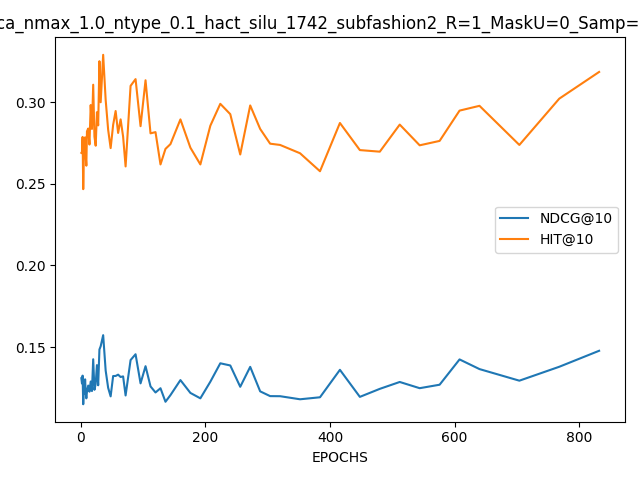 ca_nmax_1.0_ntype_0.1_hact_silu_1742_subfashion2_R=1_MaskU=0_Samp=
0.30
0.25
0.20
0.15
NDCG@10
HIT@10
0 200 400 600 800
EPOCHS